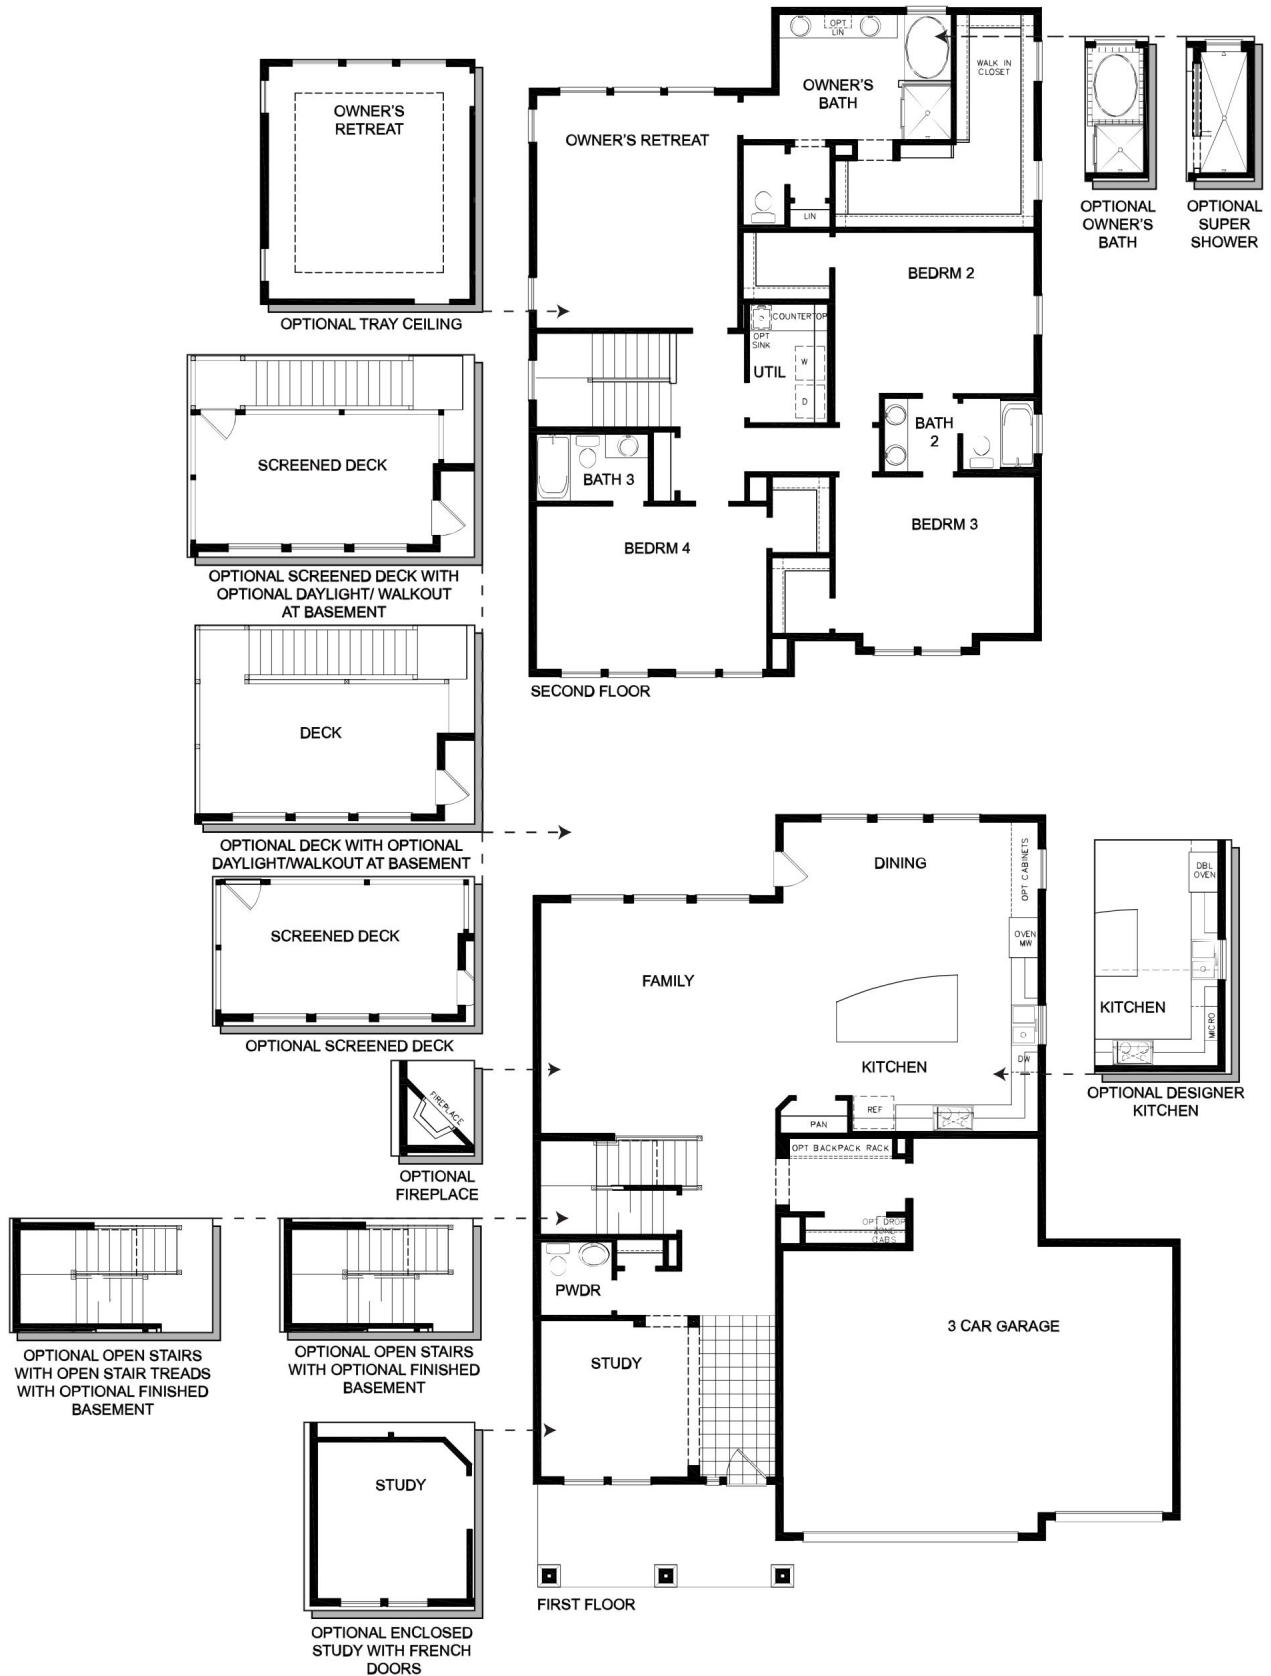 OPT
LIN
WALK IN
CLOSET
OWNER'S
BATH
OWNER'S
RETREAT
OWNER'S RETREAT
OPTIONAL
OWNER'S
BATH
OPTIONAL
SUPER
SHOWER
LIN
BEDRM 2
OPTIONAL TRAY CEILING
COUNTERTOP
OPT
SINK
UTIL
W
D
BATH
2
SCREENED DECK
BATH 3
BEDRM 3
BEDRM 4
OPTIONAL SCREENED DECK WITH
OPTIONAL DAYLIGHT/ WALKOUT
AT BASEMENT
SECOND FLOOR
DECK
OPTIONAL DECK WITH OPTIONAL
DAYLIGHT/WALKOUT AT BASEMENT
DINING
OPT CABINETS
DBL
OVEN
SCREENED DECK
OVEN
MW
FAMILY
KITCHEN
MICRO
OPTIONAL SCREENED DECK
KITCHEN
DW
OPTIONAL DESIGNER
KITCHEN
FIREPLACE
REF
PAN
OPT BACKPACK RACK
OPTIONAL
FIREPLACE
OPT DROP
ZONE
CABS
PWDR
3 CAR GARAGE
OPTIONAL OPEN STAIRS
WITH OPEN STAIR TREADS
WITH OPTIONAL FINISHED
BASEMENT
OPTIONAL OPEN STAIRS
WITH OPTIONAL FINISHED
BASEMENT
STUDY
STUDY
FIRST FLOOR
OPTIONAL ENCLOSED
STUDY WITH FRENCH
DOORS